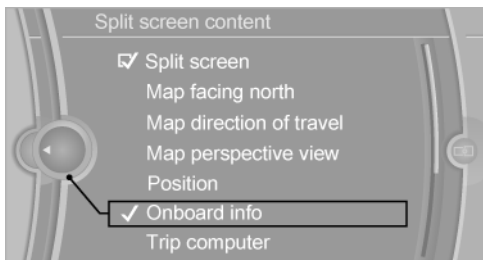 Split screen content
Split screen
Map facing north
Map direction of travel
Map perspective view
Position
Onboard info
Trip computer